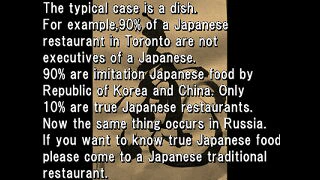 The typical case is a dish.
For example,90% of a Japanese
restaurant in Toronto are not
executives of a Japanese.
90% are imitation Japanese food by
Republic of Korea and China. Only
10% are true Japanese restaurants.
Now the same thing occurs in Russia.
If you want to know true Japanese food
please come to a Japanese traditional
restaurant.